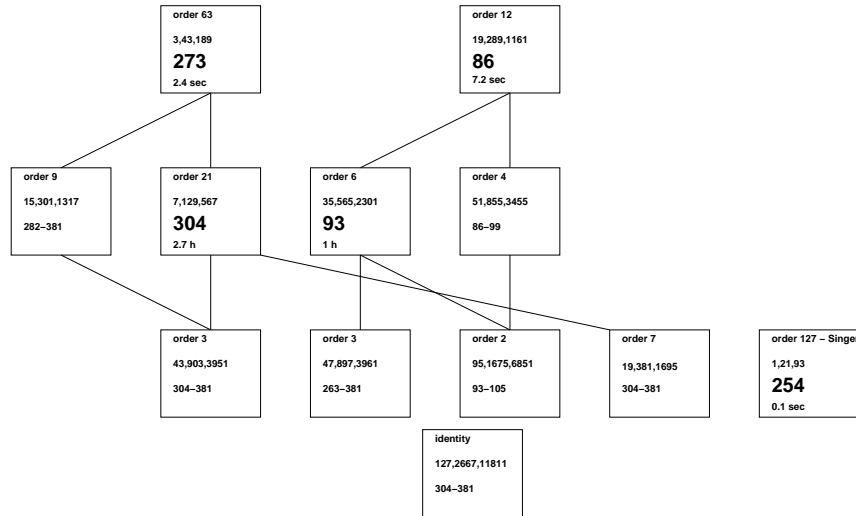 order 63
3,43,189
273
2.4 sec
order 12
19,289,1161
86
7.2 sec
order 9
15,301,1317
282–381
order 21
7,129,567
304
2.7 h
order 6
35,565,2301
93
1 h
order 4
51,855,3455
86–99
order 3
43,903,3951
304–381
order 3
47,897,3961
263–381
order 2
95,1675,6851
93–105
order 7
19,381,1695
304–381
order 127 – Singer
1,21,93
254
0.1 sec
identity
127,2667,11811
304–381